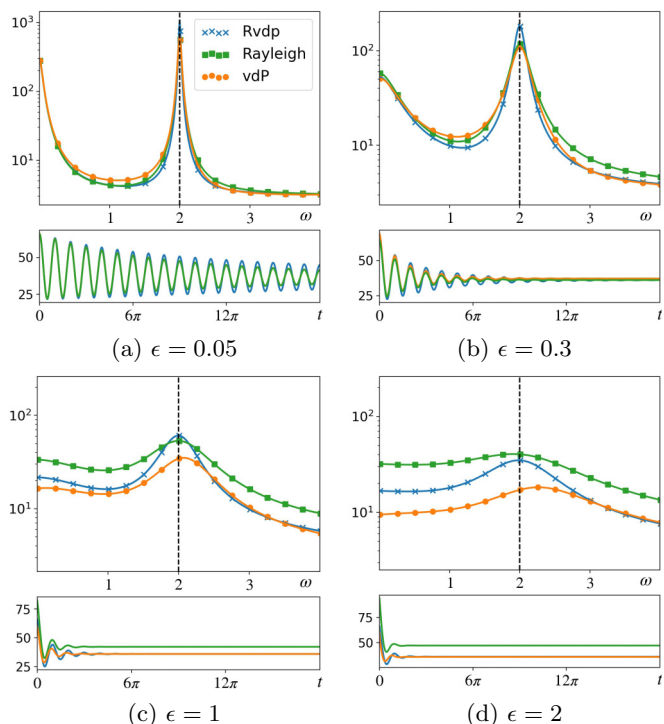 10³
10²
10¹
Rvdp
Rayleigh
vdP
1 2 3 ω
50
25
0 6π 12π t
(a) ϵ = 0.05
10²
10¹
1 2 3 ω
50
25
0 6π 12π t
(b) ϵ = 0.3
10²
10¹
1 2 3 ω
75
50
25
0 6π 12π t
(c) ϵ = 1
10²
10¹
1 2 3 ω
75
50
0 6π 12π t
(d) ϵ = 2